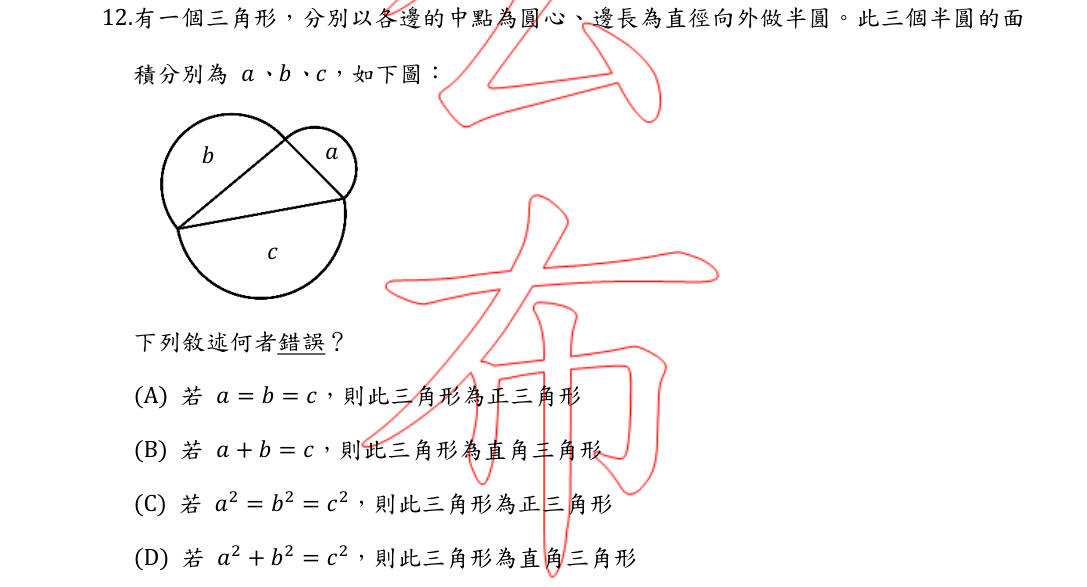 12.有一個三角形，分別以各邊的中點為圓心、邊長為直徑向外做半圓。此三個半圓的面
積分別為 a、b、c，如下圖：
b
a
c
下列敘述何者錯誤？
(A) 若 a = b = c，則此三角形為正三角形
(B) 若 a + b = c，則此三角形為直角三角形
(C) 若 a² = b² = c²，則此三角形為正三角形
(D) 若 a² + b² = c²，則此三角形為直角三角形
布